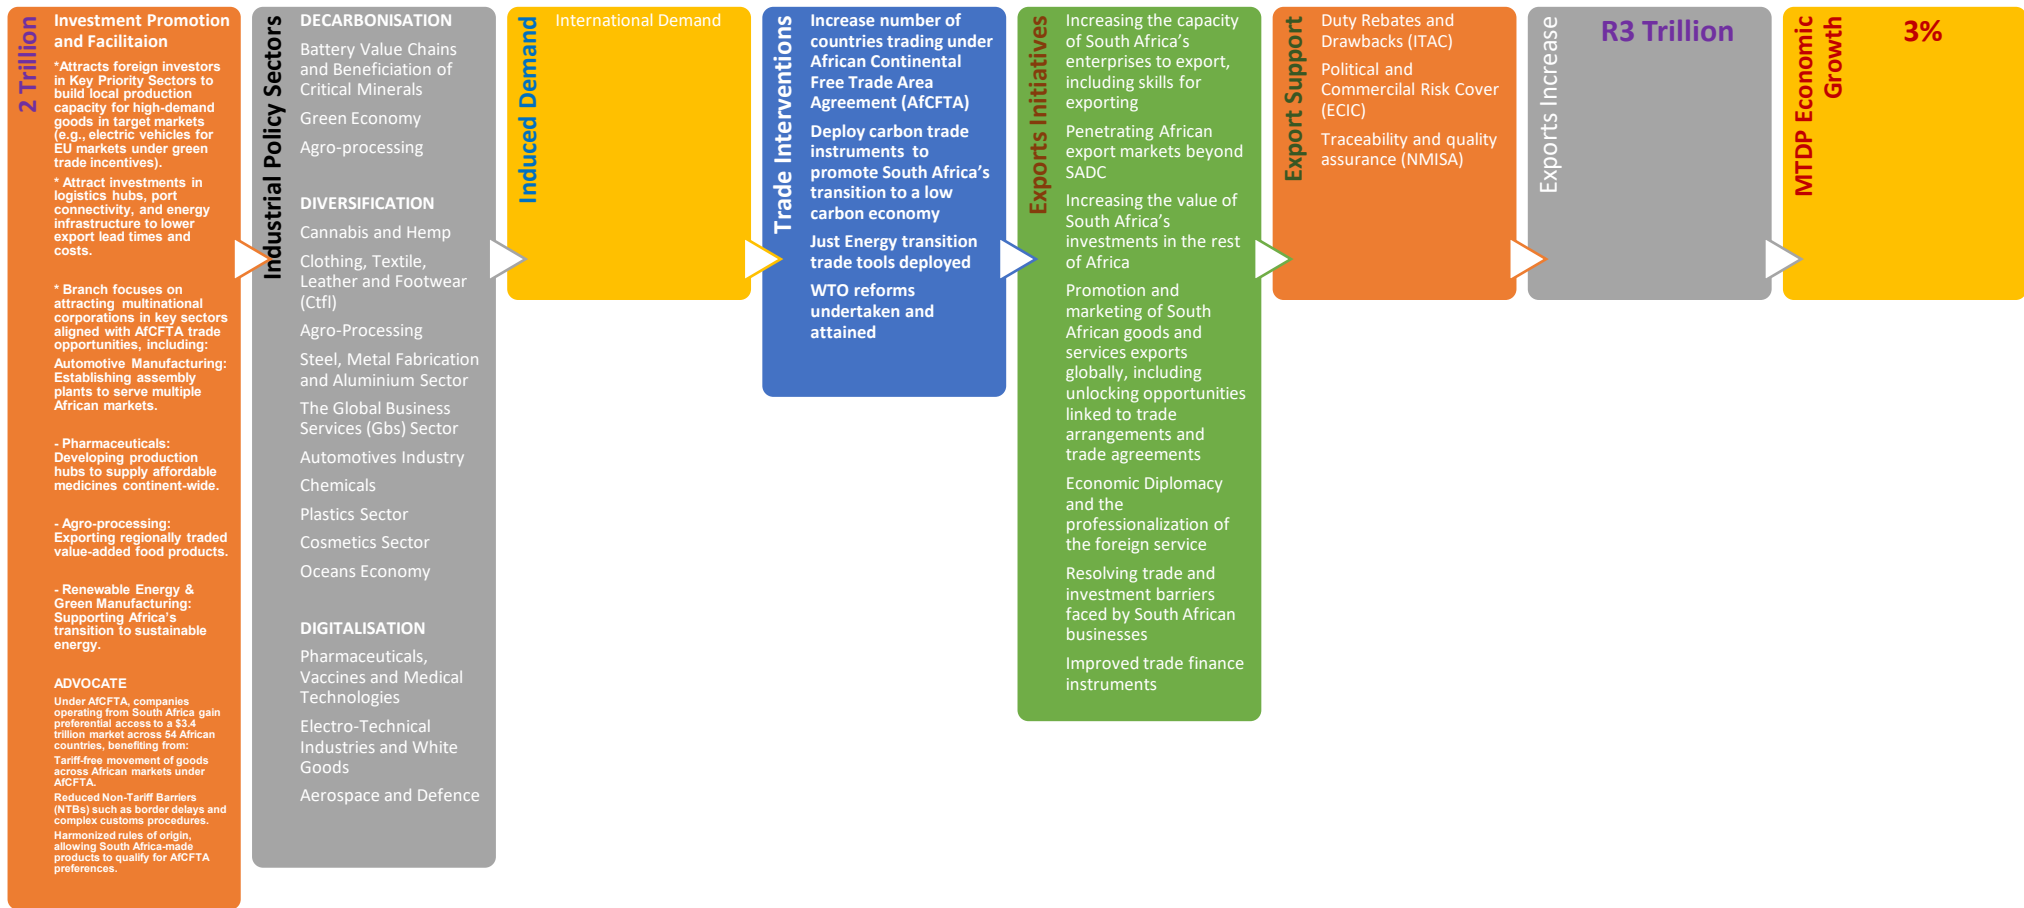 2 Trillion
Investment Promotion
and Facilitaion
*Attracts foreign investors
in Key Priority Sectors to
build local production
capacity for high-demand
goods in target markets
(e.g., electric vehicles for
EU markets under green
trade incentives).
* Attract investments in
logistics hubs, port
connectivity, and energy
infrastructure to lower
export lead times and
costs.
* Branch focuses on
attracting multinational
corporations in key sectors
aligned with AfCFTA trade
opportunities, including:
Automotive Manufacturing:
Establishing assembly
plants to serve multiple
African markets.
- Pharmaceuticals:
Developing production
hubs to supply affordable
medicines continent-wide.
- Agro-processing:
Exporting regionally traded
value-added food products.
- Renewable Energy &
Green Manufacturing:
Supporting Africa's
transition to sustainable
energy.
ADVOCATE
Under AfCFTA, companies
operating from South Africa gain
preferential access to a $3.4
trillion market across 54 African
countries, benefiting from:
Tariff-free movement of goods
across African markets under
AfCFTA.
Reduced Non-Tariff Barriers
(NTBs) such as border delays and
complex customs procedures.
Harmonized rules of origin,
allowing South Africa-made
products to qualify for AfCFTA
preferences.
Industrial Policy Sectors
DECARBONISATION
Battery Value Chains
and Beneficiation of
Critical Minerals
Green Economy
Agro-processing
DIVERSIFICATION
Cannabis and Hemp
Clothing, Textile,
Leather and Footwear
(Ctfl)
Agro-Processing
Steel, Metal Fabrication
and Aluminium Sector
The Global Business
Services (Gbs) Sector
Automotives Industry
Chemicals
Plastics Sector
Cosmetics Sector
Oceans Economy
DIGITALISATION
Pharmaceuticals,
Vaccines and Medical
Technologies
Electro-Technical
Industries and White
Goods
Aerospace and Defence
Induced Demand
International Demand
Trade Interventions
Increase number of
countries trading under
African Continental
Free Trade Area
Agreement (AfCFTA)
Deploy carbon trade
instruments to
promote South Africa's
transition to a low
carbon economy
Just Energy transition
trade tools deployed
WTO reforms
undertaken and
attained
Exports Initiatives
Increasing the capacity
of South Africa's
enterprises to export,
including skills for
exporting
Penetrating African
export markets beyond
SADC
Increasing the value of
South Africa's
investments in the rest
of Africa
Promotion and
marketing of South
African goods and
services exports
globally, including
unlocking opportunities
linked to trade
arrangements and
trade agreements
Economic Diplomacy
and the
professionalization of
the foreign service
Resolving trade and
investment barriers
faced by South African
businesses
Improved trade finance
instruments
Export Support
Duty Rebates and
Drawbacks (ITAC)
Political and
Commercilal Risk Cover
(ECIC)
Traceability and quality
assurance (NMISA)
Exports Increase
R3 Trillion
MTDP Economic
Growth
3%